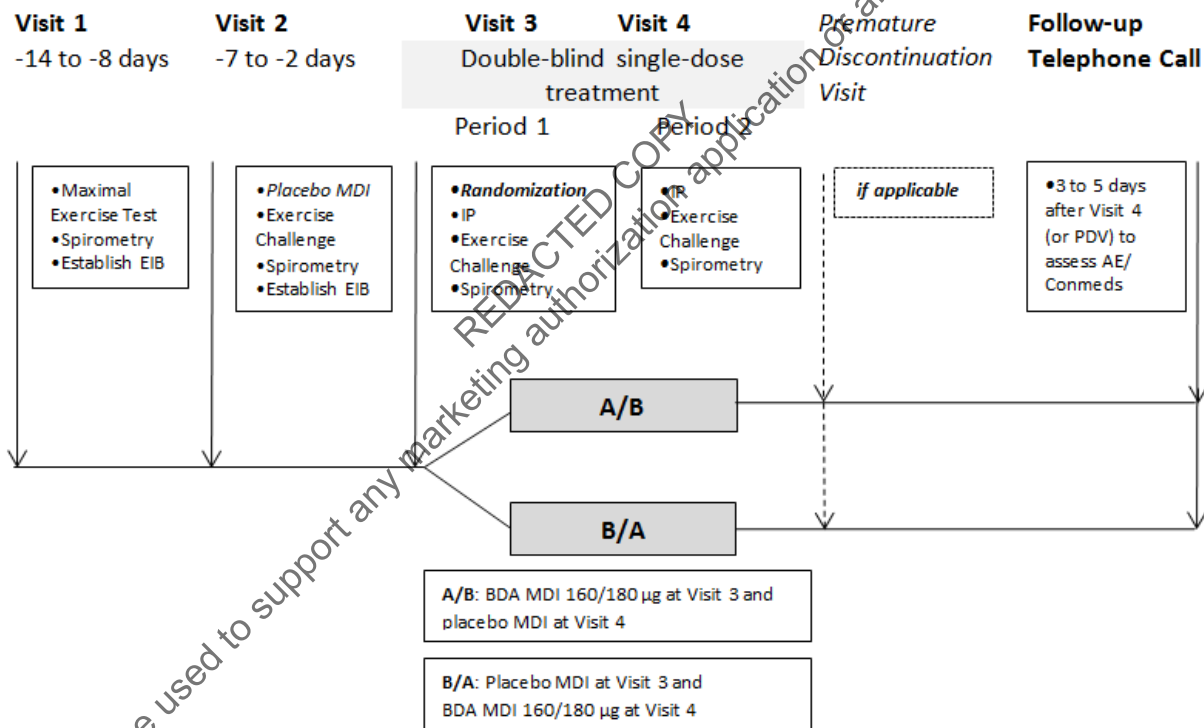 Visit 1
-14 to -8 days
Visit 2
-7 to -2 days
Visit 3
Visit 4
Double-blind single-dose
treatment
Period 1
Period 2
Premature
Discontinuation
Visit
Follow-up
Telephone Call
•Maximal
Exercise Test
•Spirometry
•Establish EIB
•Placebo MDI
•Exercise
Challenge
•Spirometry
•Establish EIB
•Randomization
•IP
•Exercise
Challenge
•Spirometry
•IP
•Exercise
Challenge
•Spirometry
if applicable
•3 to 5 days
after Visit 4
(or PDV) to
assess AE/
Conmeds
A/B
B/A
A/B: BDA MDI 160/180 µg at Visit 3 and
placebo MDI at Visit 4
B/A: Placebo MDI at Visit 3 and
BDA MDI 160/180 µg at Visit 4
REDACTED COPY
used to support any marketing authorization application of